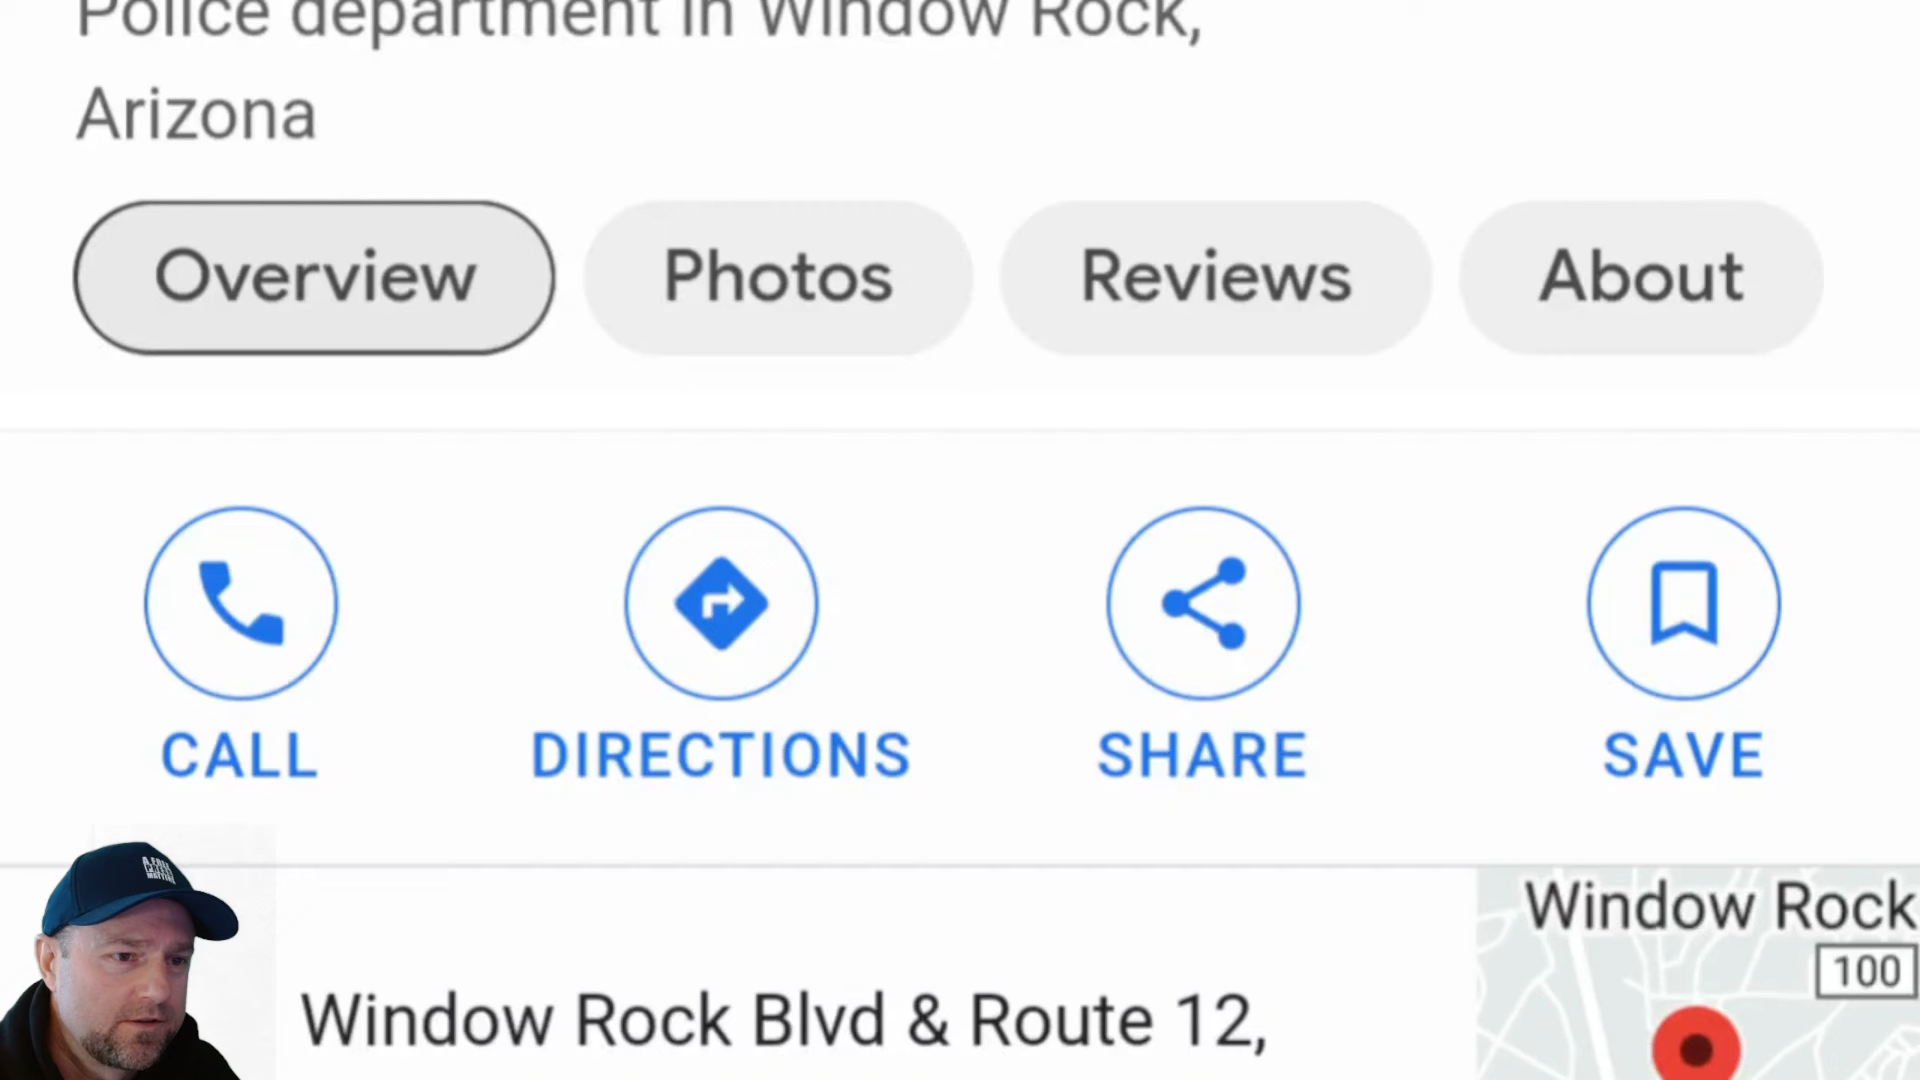 Police department in Window Rock,
Arizona
Overview
Photos
Reviews
About
CALL
DIRECTIONS
SHARE
SAVE
Window Rock
100
Window Rock Blvd & Route 12,